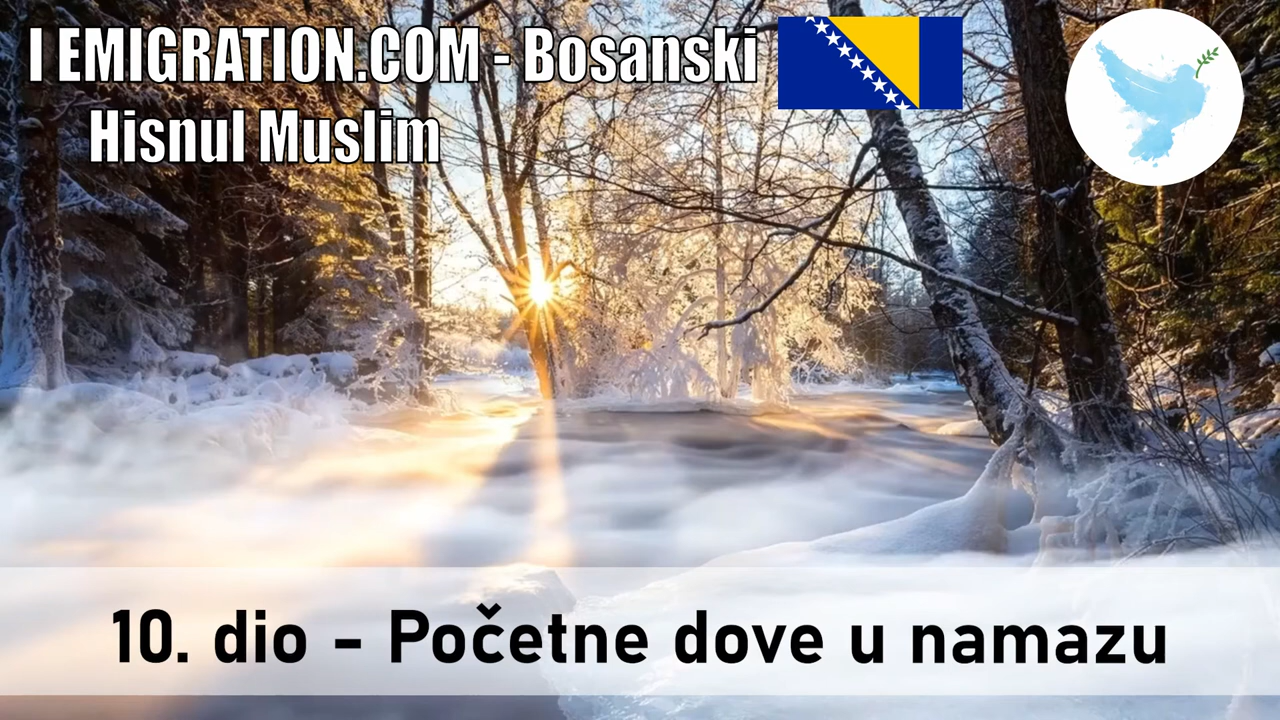 I EMIGRATION.COM - Bosanski
Hisnul Muslim
10. dio - Početne dove u namazu